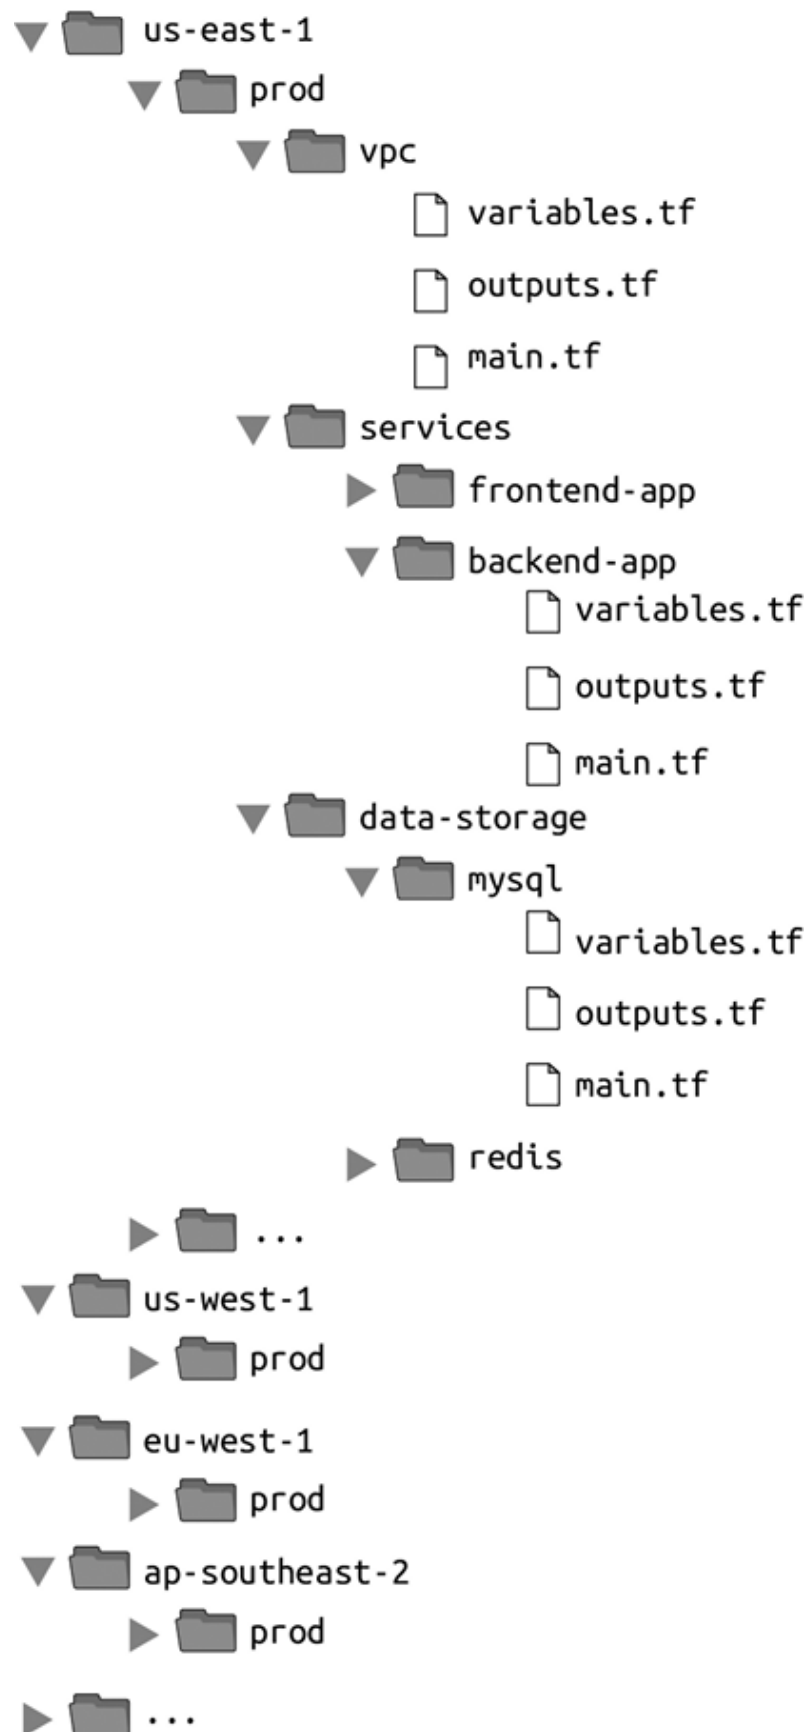 us-east-1
prod
vpc
variables.tf
outputs.tf
main.tf
services
frontend-app
backend-app
variables.tf
outputs.tf
main.tf
data-storage
mysql
variables.tf
outputs.tf
main.tf
redis
...
us-west-1
prod
eu-west-1
prod
ap-southeast-2
prod
...